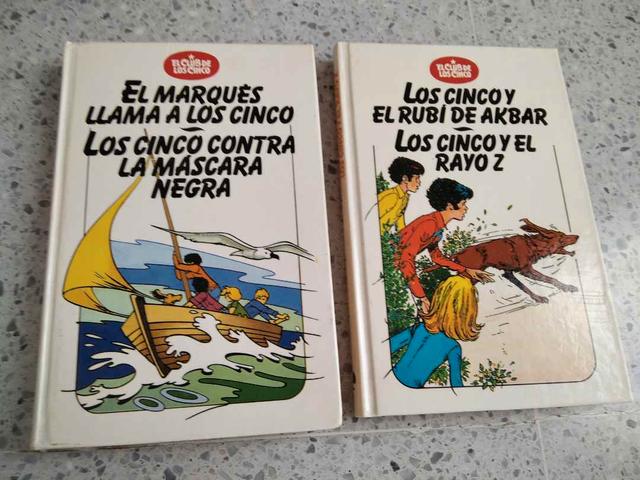 EL CLUB DE
LOS CINCO
EL MARQUÉS
LLAMA A LOS CINCO
LOS CINCO CONTRA
LA MÁSCARA
NEGRA
EL CLUB DE
LOS CINCO
LOS CINCO Y
EL RUBÍ DE AKBAR
LOS CINCO Y EL
RAYO Z